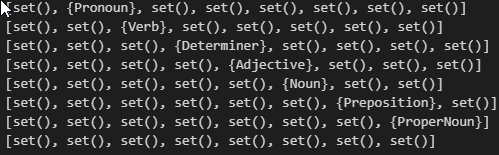 [set(), {Pronoun}, set(), set(), set(), set(), set(), set()]
[set(), set(), {Verb}, set(), set(), set(), set(), set()]
[set(), set(), set(), {Determiner}, set(), set(), set(), set()]
[set(), set(), set(), set(), {Adjective}, set(), set(), set()]
[set(), set(), set(), set(), set(), {Noun}, set(), set()]
[set(), set(), set(), set(), set(), set(), {Preposition}, set()]
[set(), set(), set(), set(), set(), set(), set(), {ProperNoun}]
[set(), set(), set(), set(), set(), set(), set(), set()]